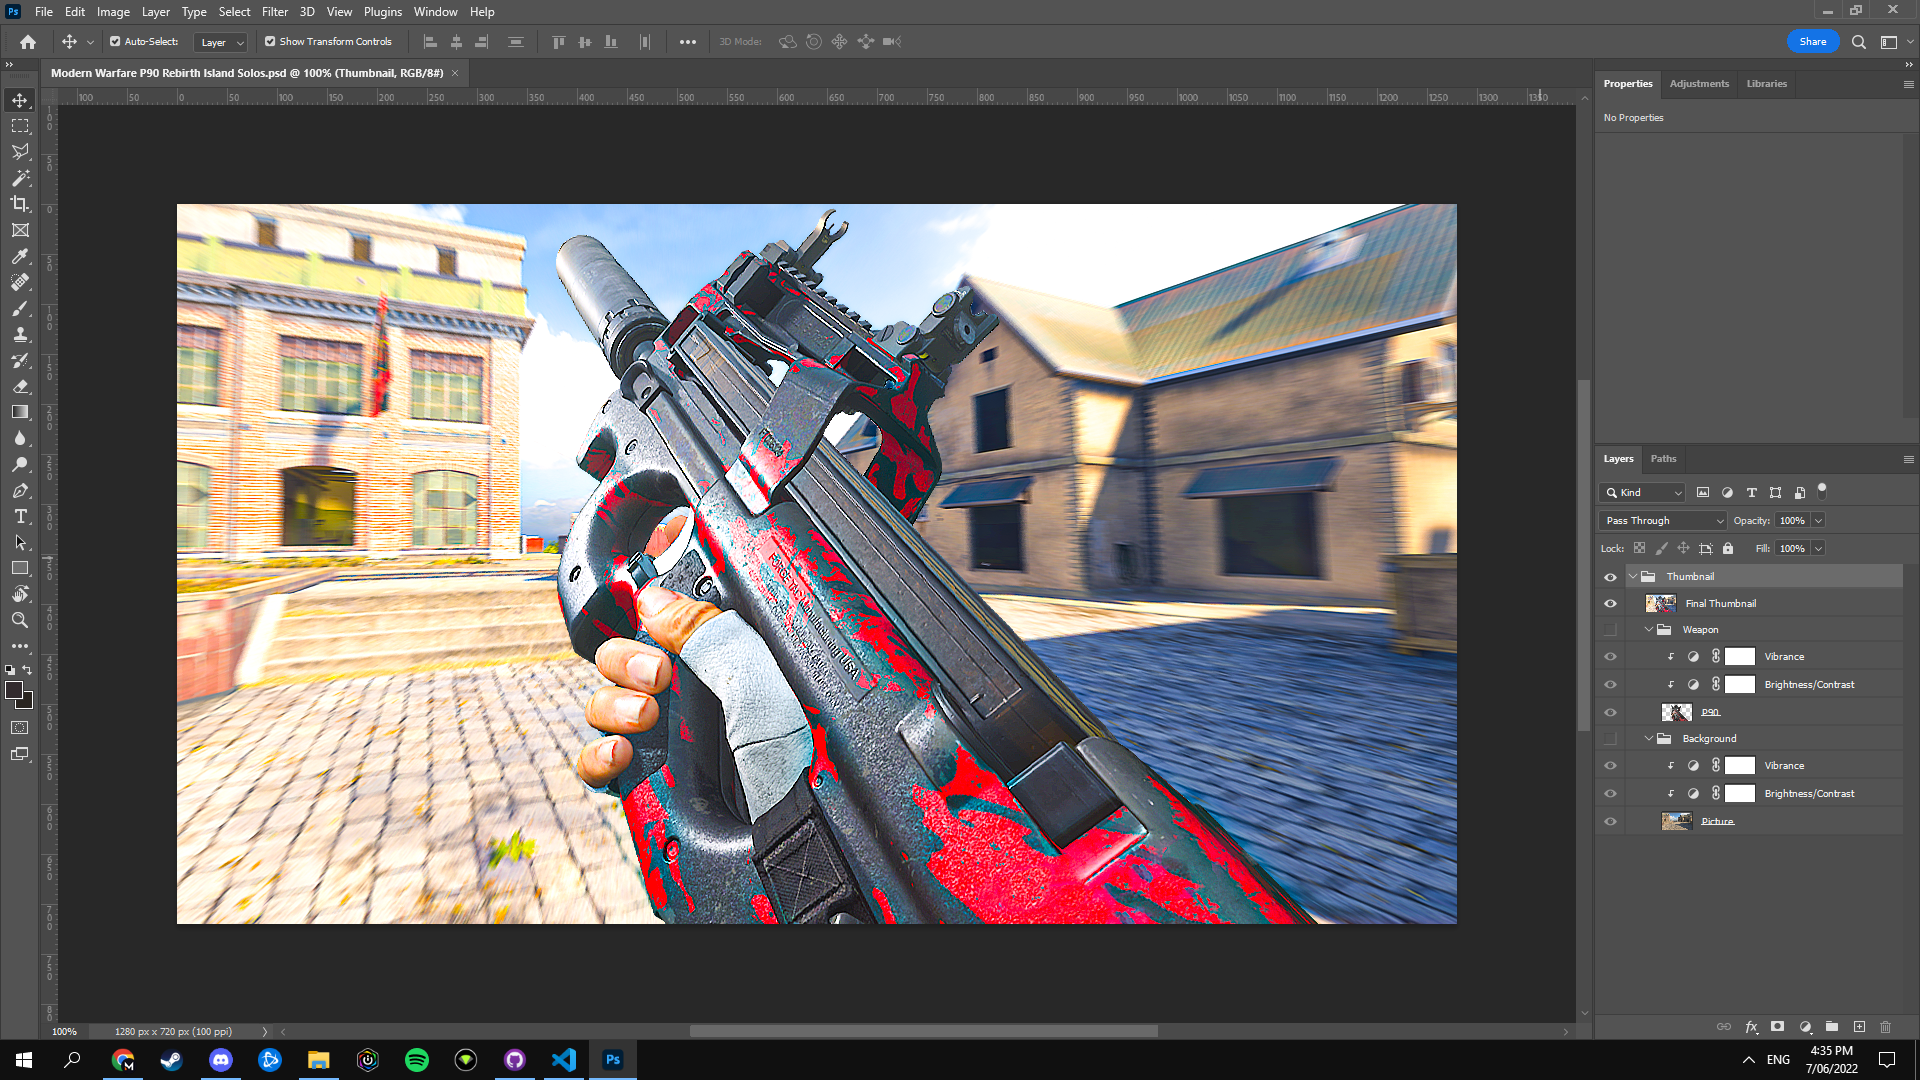 Ps File Edit Image Layer Type Select Filter 3D View Plugins Window Help
Auto-Select: Layer Show Transform Controls 3D Mode: Share
Modern Warfare P90 Rebirth Island Solos.psd @ 100% (Thumbnail, RGB/8#)
100 50 0 50 100 150 200 250 300 350 400 450 500 550 600 650 700 750 800 850 900 950 1000 1050 1100 1150 1200 1250 1300 1350
Properties Adjustments Libraries
No Properties
Layers Paths
Kind
Pass Through Opacity: 100%
Lock: Fill: 100%
Thumbnail
Final Thumbnail
Weapon
Vibrance
Brightness/Contrast
P90
Background
Vibrance
Brightness/Contrast
Picture
100% 1280 px x 720 px (100 ppi)
fx
Ps
ENG
4:35 PM
7/06/2022